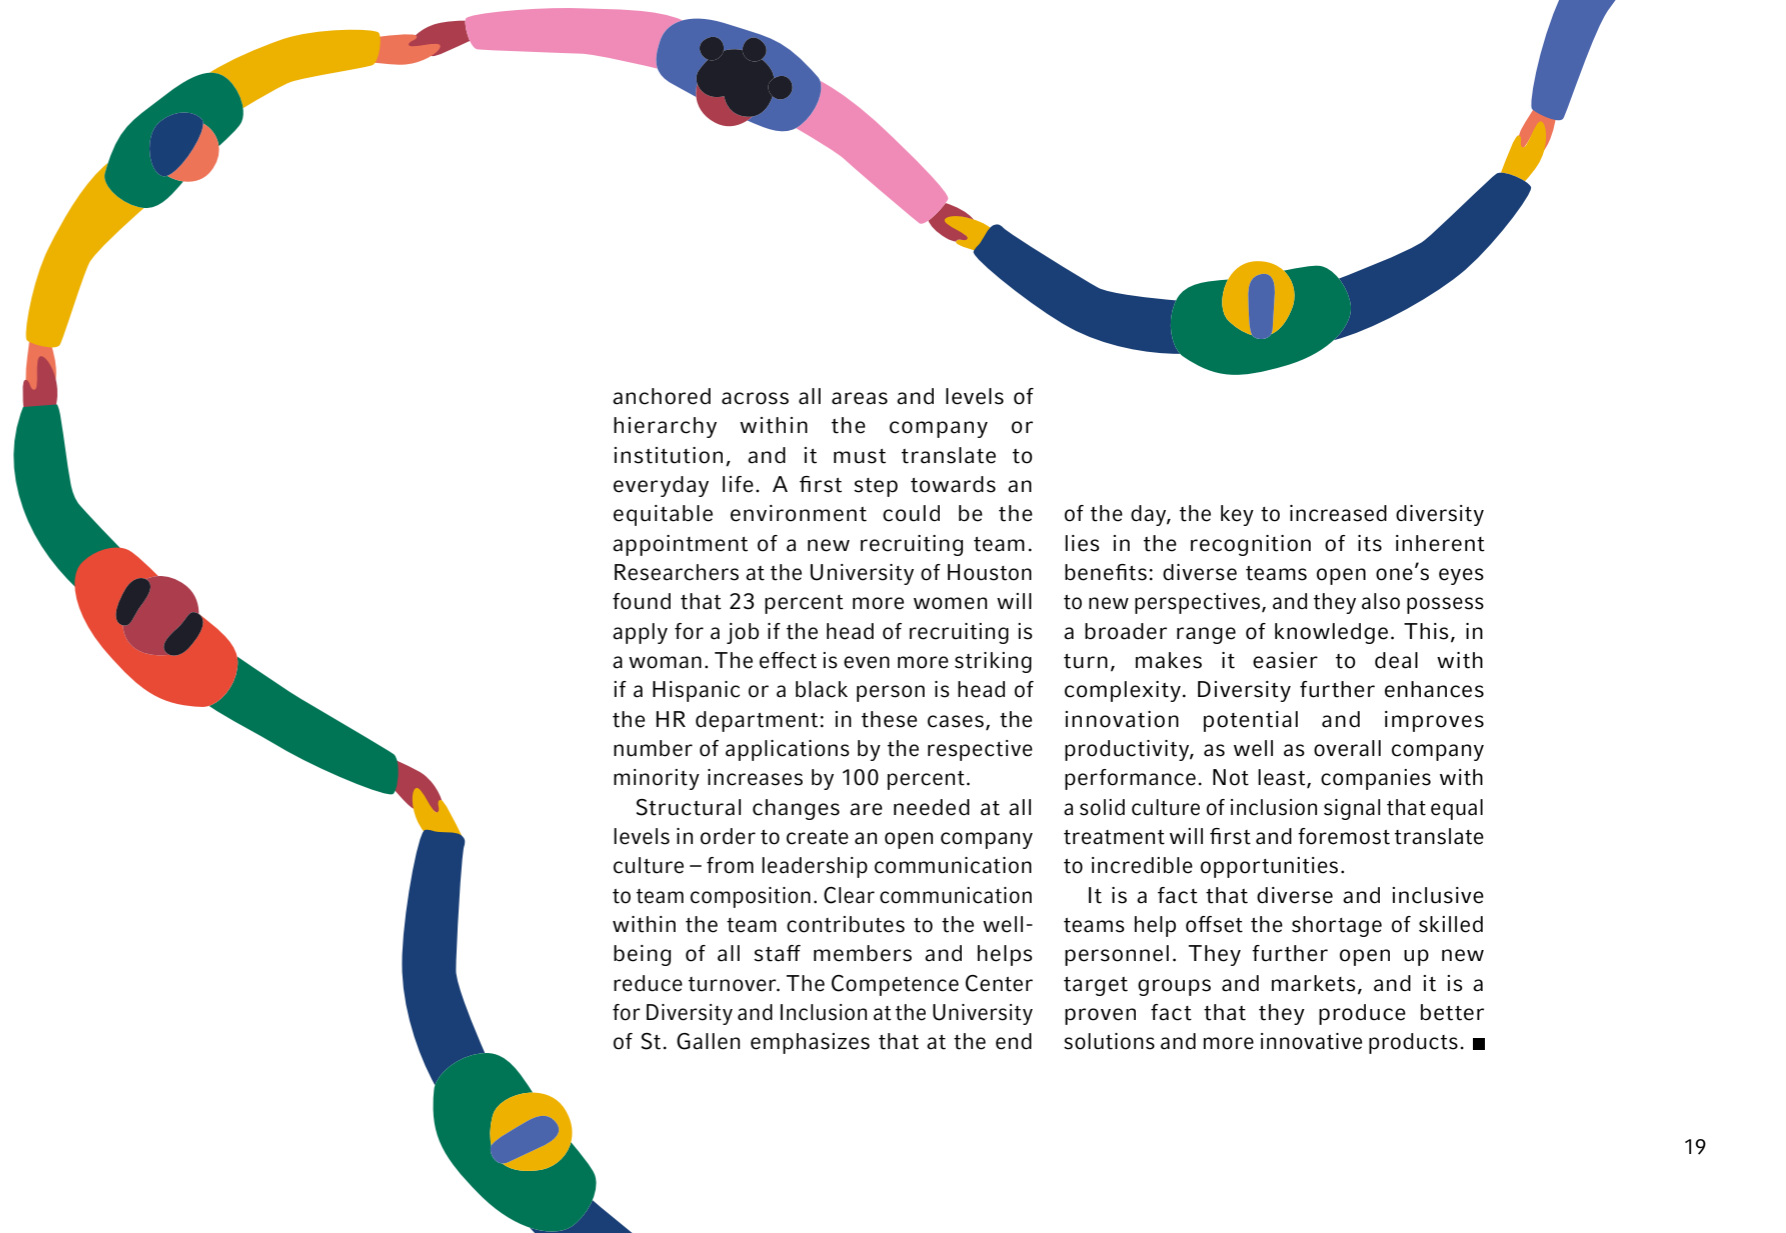 anchored across all areas and levels of
hierarchy within the company or
institution, and it must translate to
everyday life. A first step towards an
equitable environment could be the
appointment of a new recruiting team.
Researchers at the University of Houston
found that 23 percent more women will
apply for a job if the head of recruiting is
a woman. The effect is even more striking
if a Hispanic or a black person is head of
the HR department: in these cases, the
number of applications by the respective
minority increases by 100 percent.
Structural changes are needed at all
levels in order to create an open company
culture – from leadership communication
to team composition. Clear communication
within the team contributes to the well-
being of all staff members and helps
reduce turnover. The Competence Center
for Diversity and Inclusion at the University
of St. Gallen emphasizes that at the end
of the day, the key to increased diversity
lies in the recognition of its inherent
benefits: diverse teams open one’s eyes
to new perspectives, and they also possess
a broader range of knowledge. This, in
turn, makes it easier to deal with
complexity. Diversity further enhances
innovation potential and improves
productivity, as well as overall company
performance. Not least, companies with
a solid culture of inclusion signal that equal
treatment will first and foremost translate
to incredible opportunities.
It is a fact that diverse and inclusive
teams help offset the shortage of skilled
personnel. They further open up new
target groups and markets, and it is a
proven fact that they produce better
solutions and more innovative products. ■
19